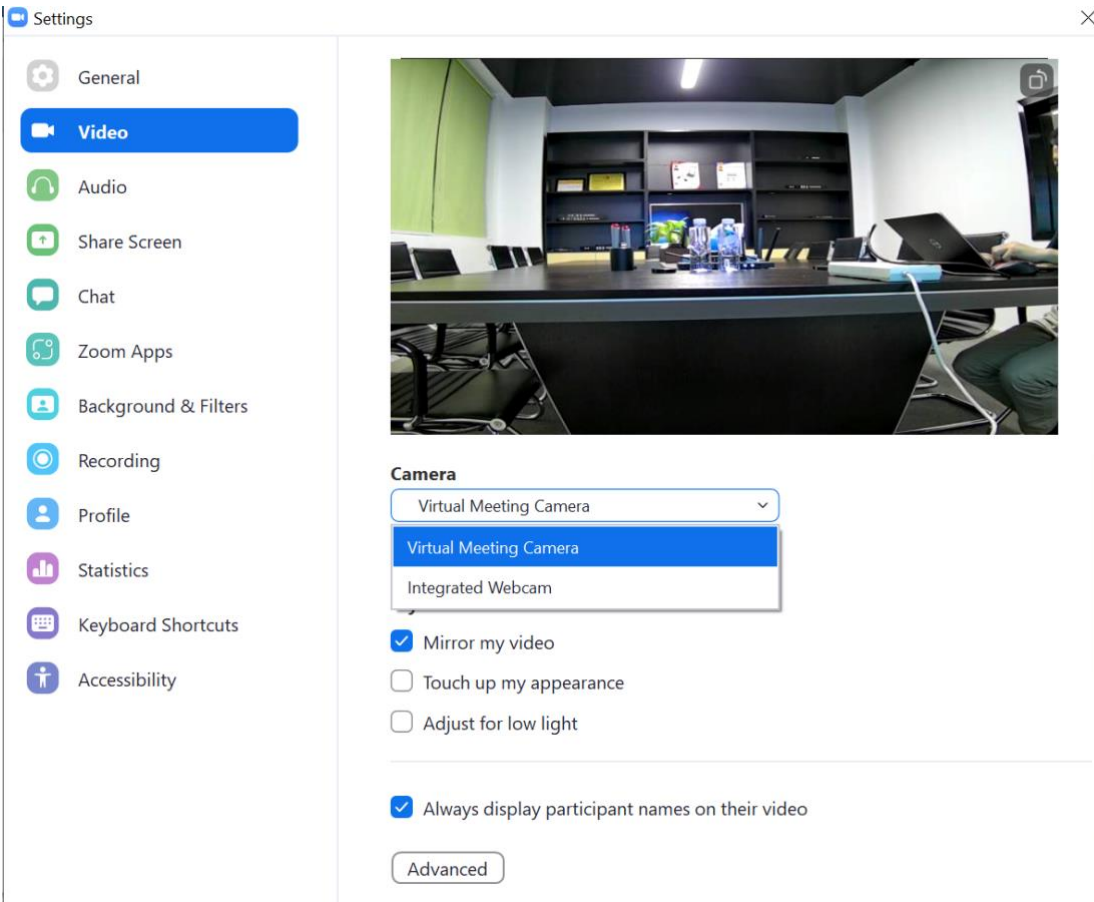 Settings
General
Video
Audio
Share Screen
Chat
Zoom Apps
Background & Filters
Recording
Profile
Statistics
Keyboard Shortcuts
Accessibility
Camera
Virtual Meeting Camera
Virtual Meeting Camera
Integrated Webcam
Mirror my video
Touch up my appearance
Adjust for low light
Always display participant names on their video
Advanced